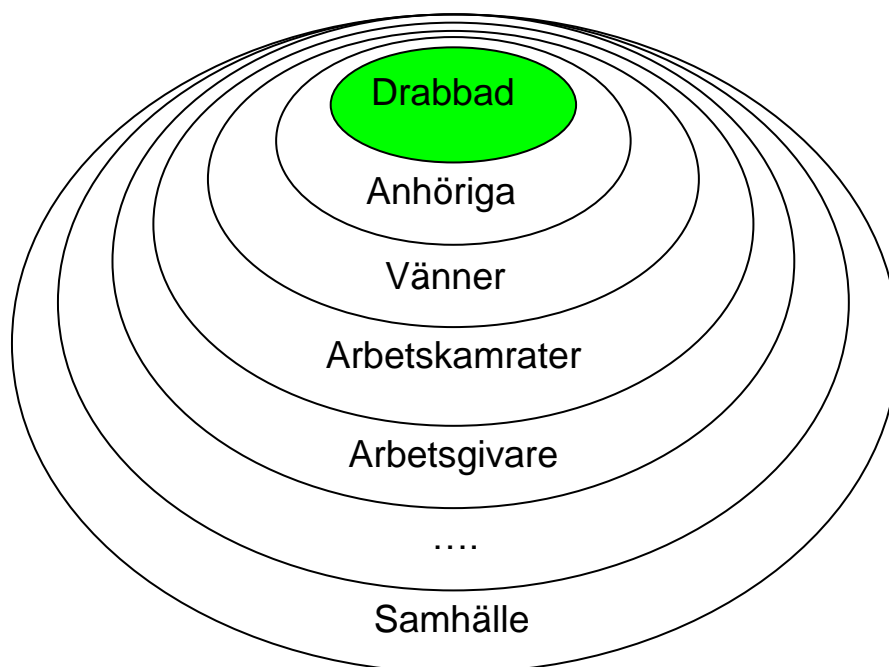 Drabbad
Anhöriga
Vänner
Arbetskamrater
Arbetsgivare
....
Samhälle